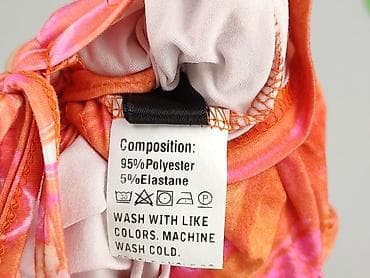 Composition:
95%Polyester
5%Elastane
WASH WITH LIKE
COLORS. MACHINE
WASH COLD.